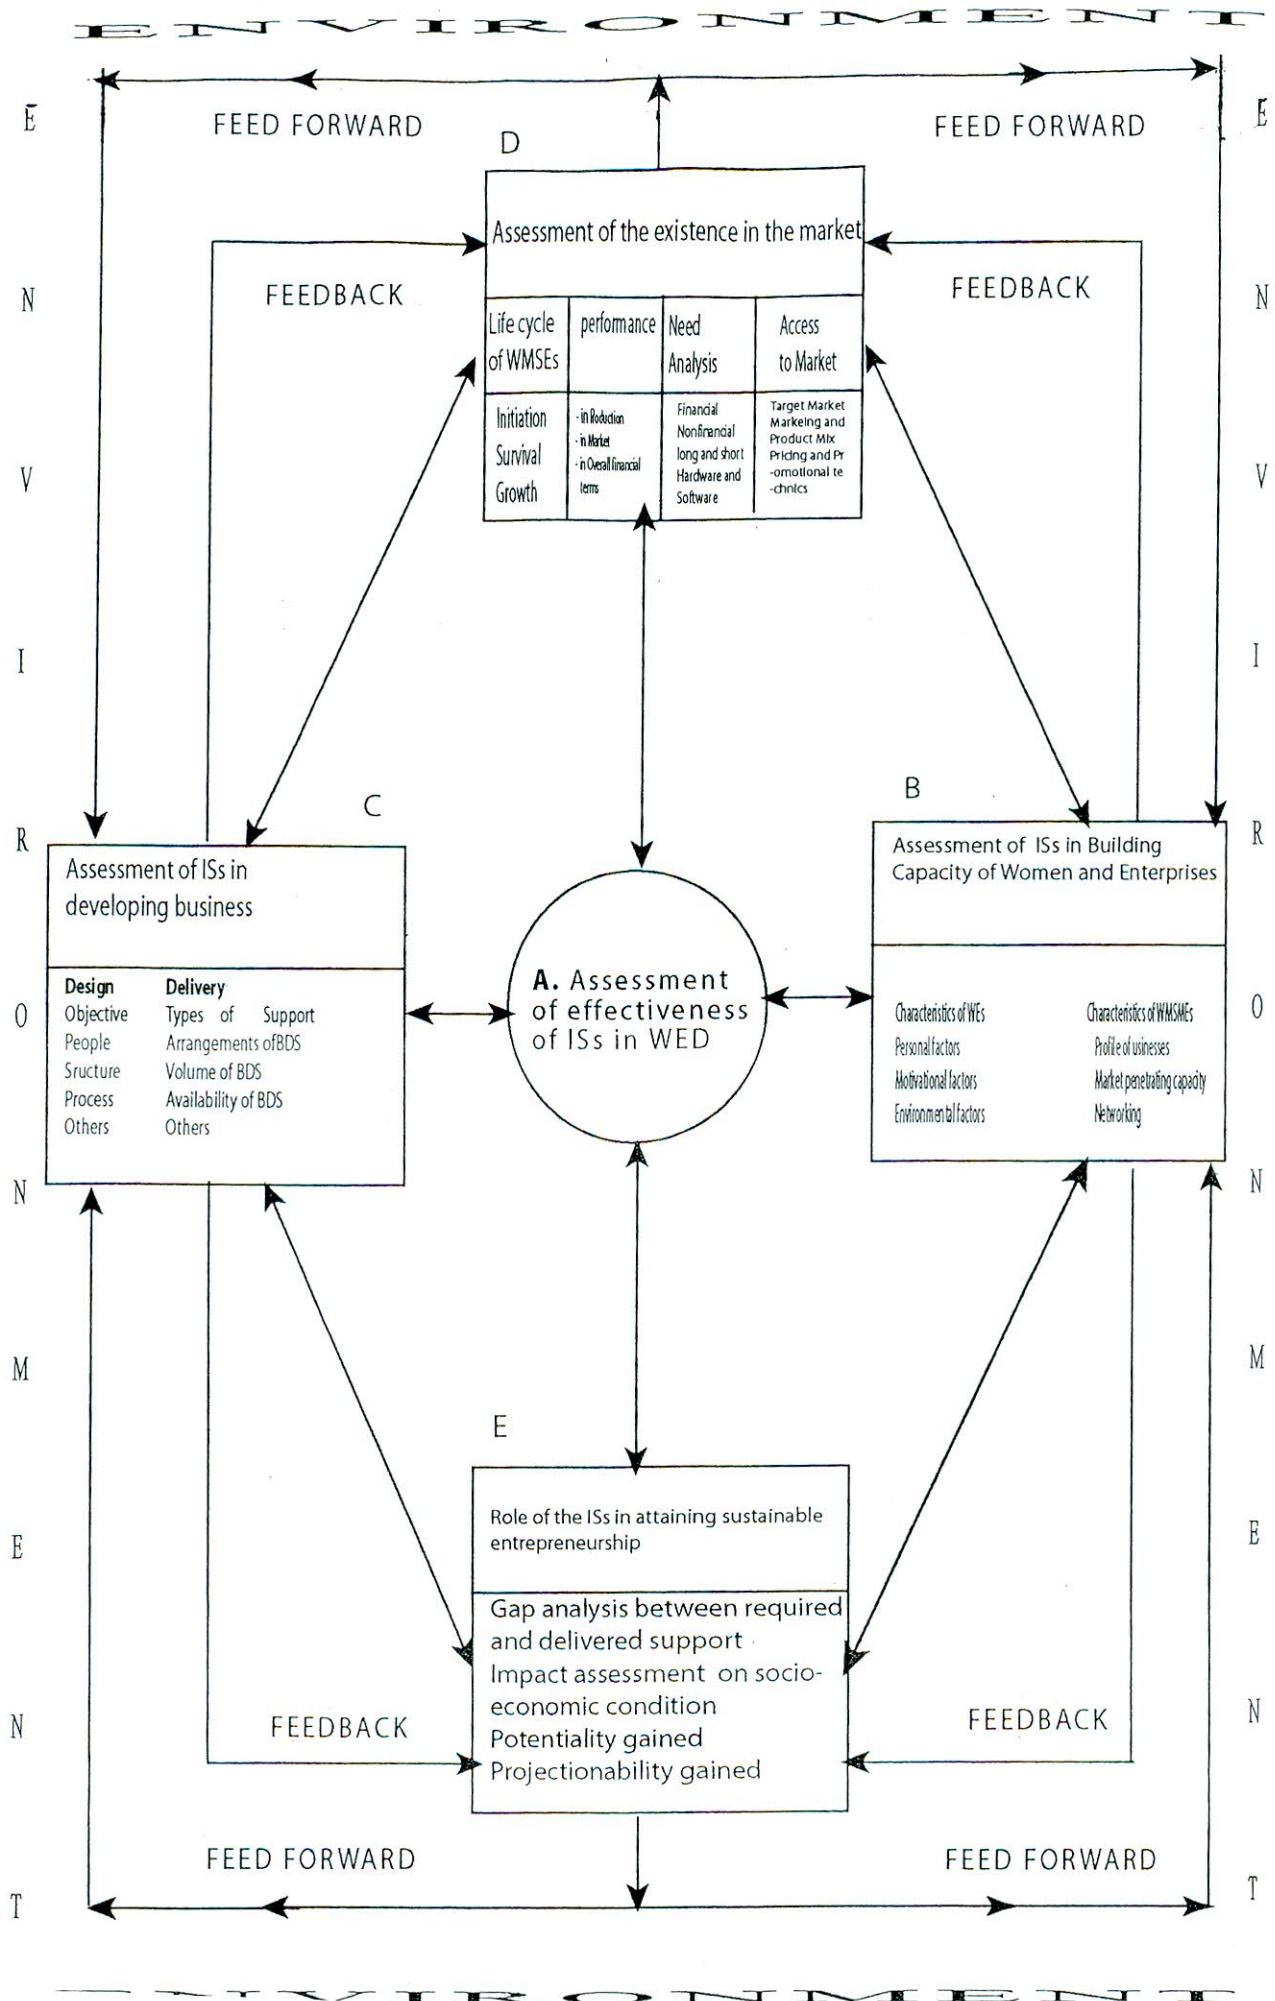 ENVIRONMENT
E
N
V
I
R
O
N
M
E
N
T
E
N
V
I
R
O
N
M
E
N
T
FEED FORWARD
FEED FORWARD
D
Assessment of the existence in the market
FEEDBACK
FEEDBACK
Life cycle
of WMSEs
performance
Need
Analysis
Access
to Market
Initiation
Survival
Growth
- in Roduction
- in Market
- in Overall financial
terms
Financial
Nonfinancial
long and short
Hardware and
Software
Target Market
Markeing and
Product Mix
Pricing and Pr
-omotional te
-chnics
C
Assessment of ISs in
developing business
Design
Objective
People
Sructure
Process
Others
Delivery
Types of Support
Arrangements ofBDS
Volume of BDS
Availability of BDS
Others
A. Assessment
of effectiveness
of ISs in WED
B
Assessment of ISs in Building
Capacity of Women and Enterprises
Characteristics of WEs
Personal factors
Motivational factors
Environmental factors
Characteristics of WMSMEs
Profile of usinesses
Market penetrating capacity
Networking
E
Role of the ISs in attaining sustainable
entrepreneurship
Gap analysis between required
and delivered support
Impact assessment on socio-
economic condition
Potentiality gained
Projectionability gained
FEEDBACK
FEEDBACK
FEED FORWARD
FEED FORWARD
ENVIRONMENT